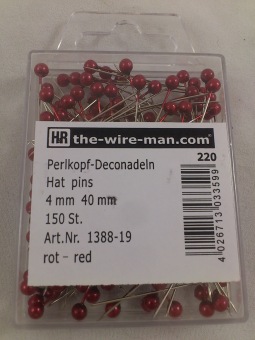 HR the-wire-man.com
220
Perlkopf-Deconadeln
Hat pins
4 mm 40 mm
150 St.
Art.Nr. 1388-19
rot - red
4 026713 033599